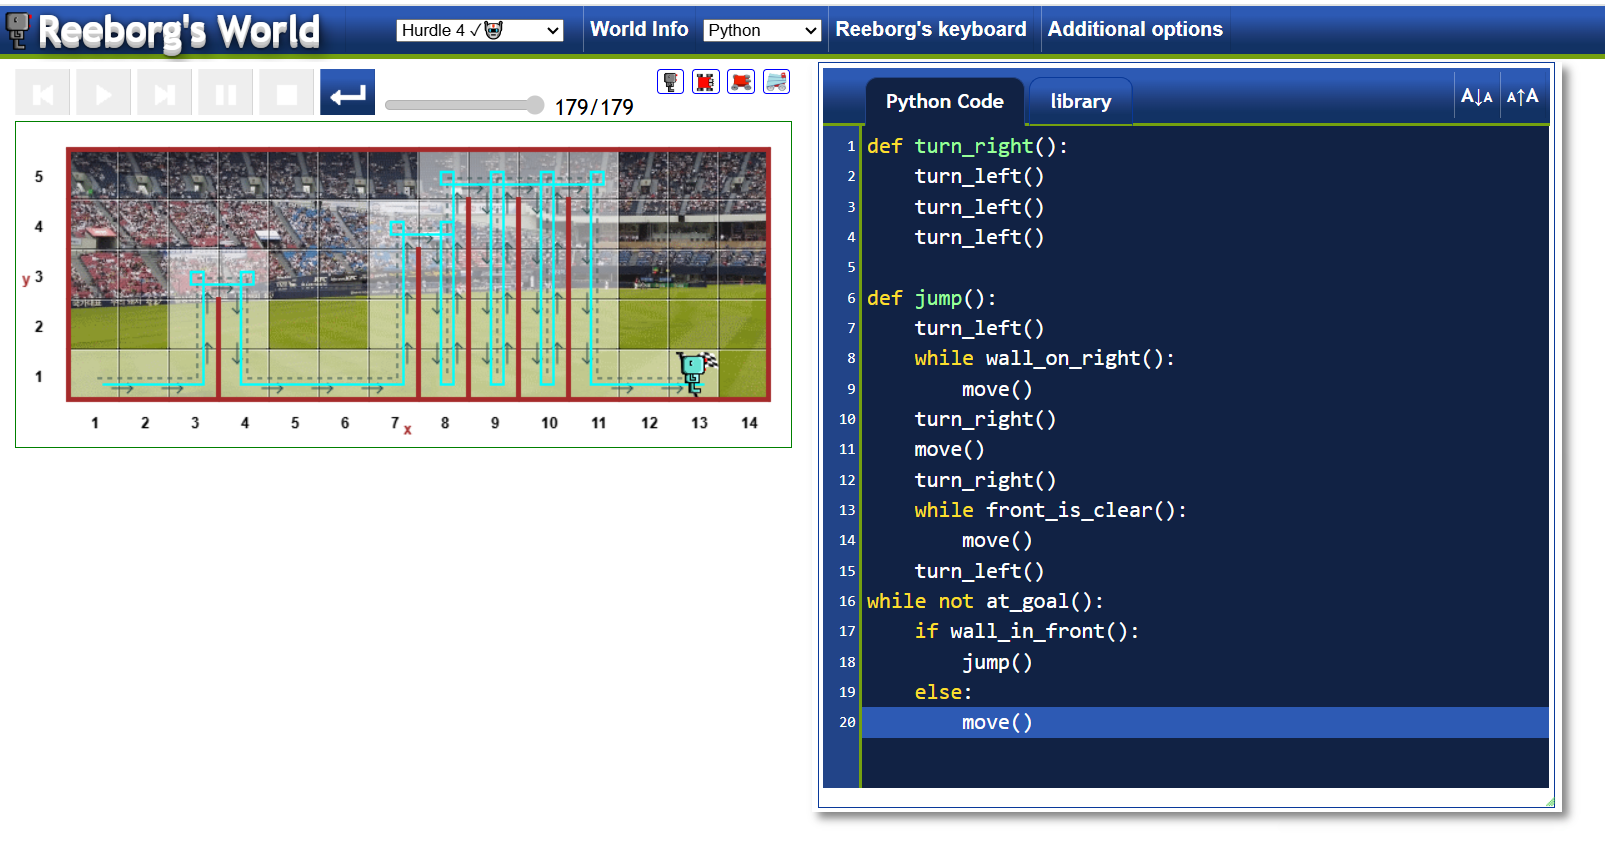 Reeborg's World
Hurdle 4 ✓
World Info
Python
Reeborg's keyboard
Additional options
179/179
5
4
y 3
2
1
1 2 3 4 5 6 7 x 8 9 10 11 12 13 14
Python Code
library
A↓A
A↑A
1 def turn_right():
2     turn_left()
3     turn_left()
4     turn_left()
5
6 def jump():
7     turn_left()
8     while wall_on_right():
9         move()
10     turn_right()
11     move()
12     turn_right()
13     while front_is_clear():
14         move()
15     turn_left()
16 while not at_goal():
17     if wall_in_front():
18         jump()
19     else:
20         move()